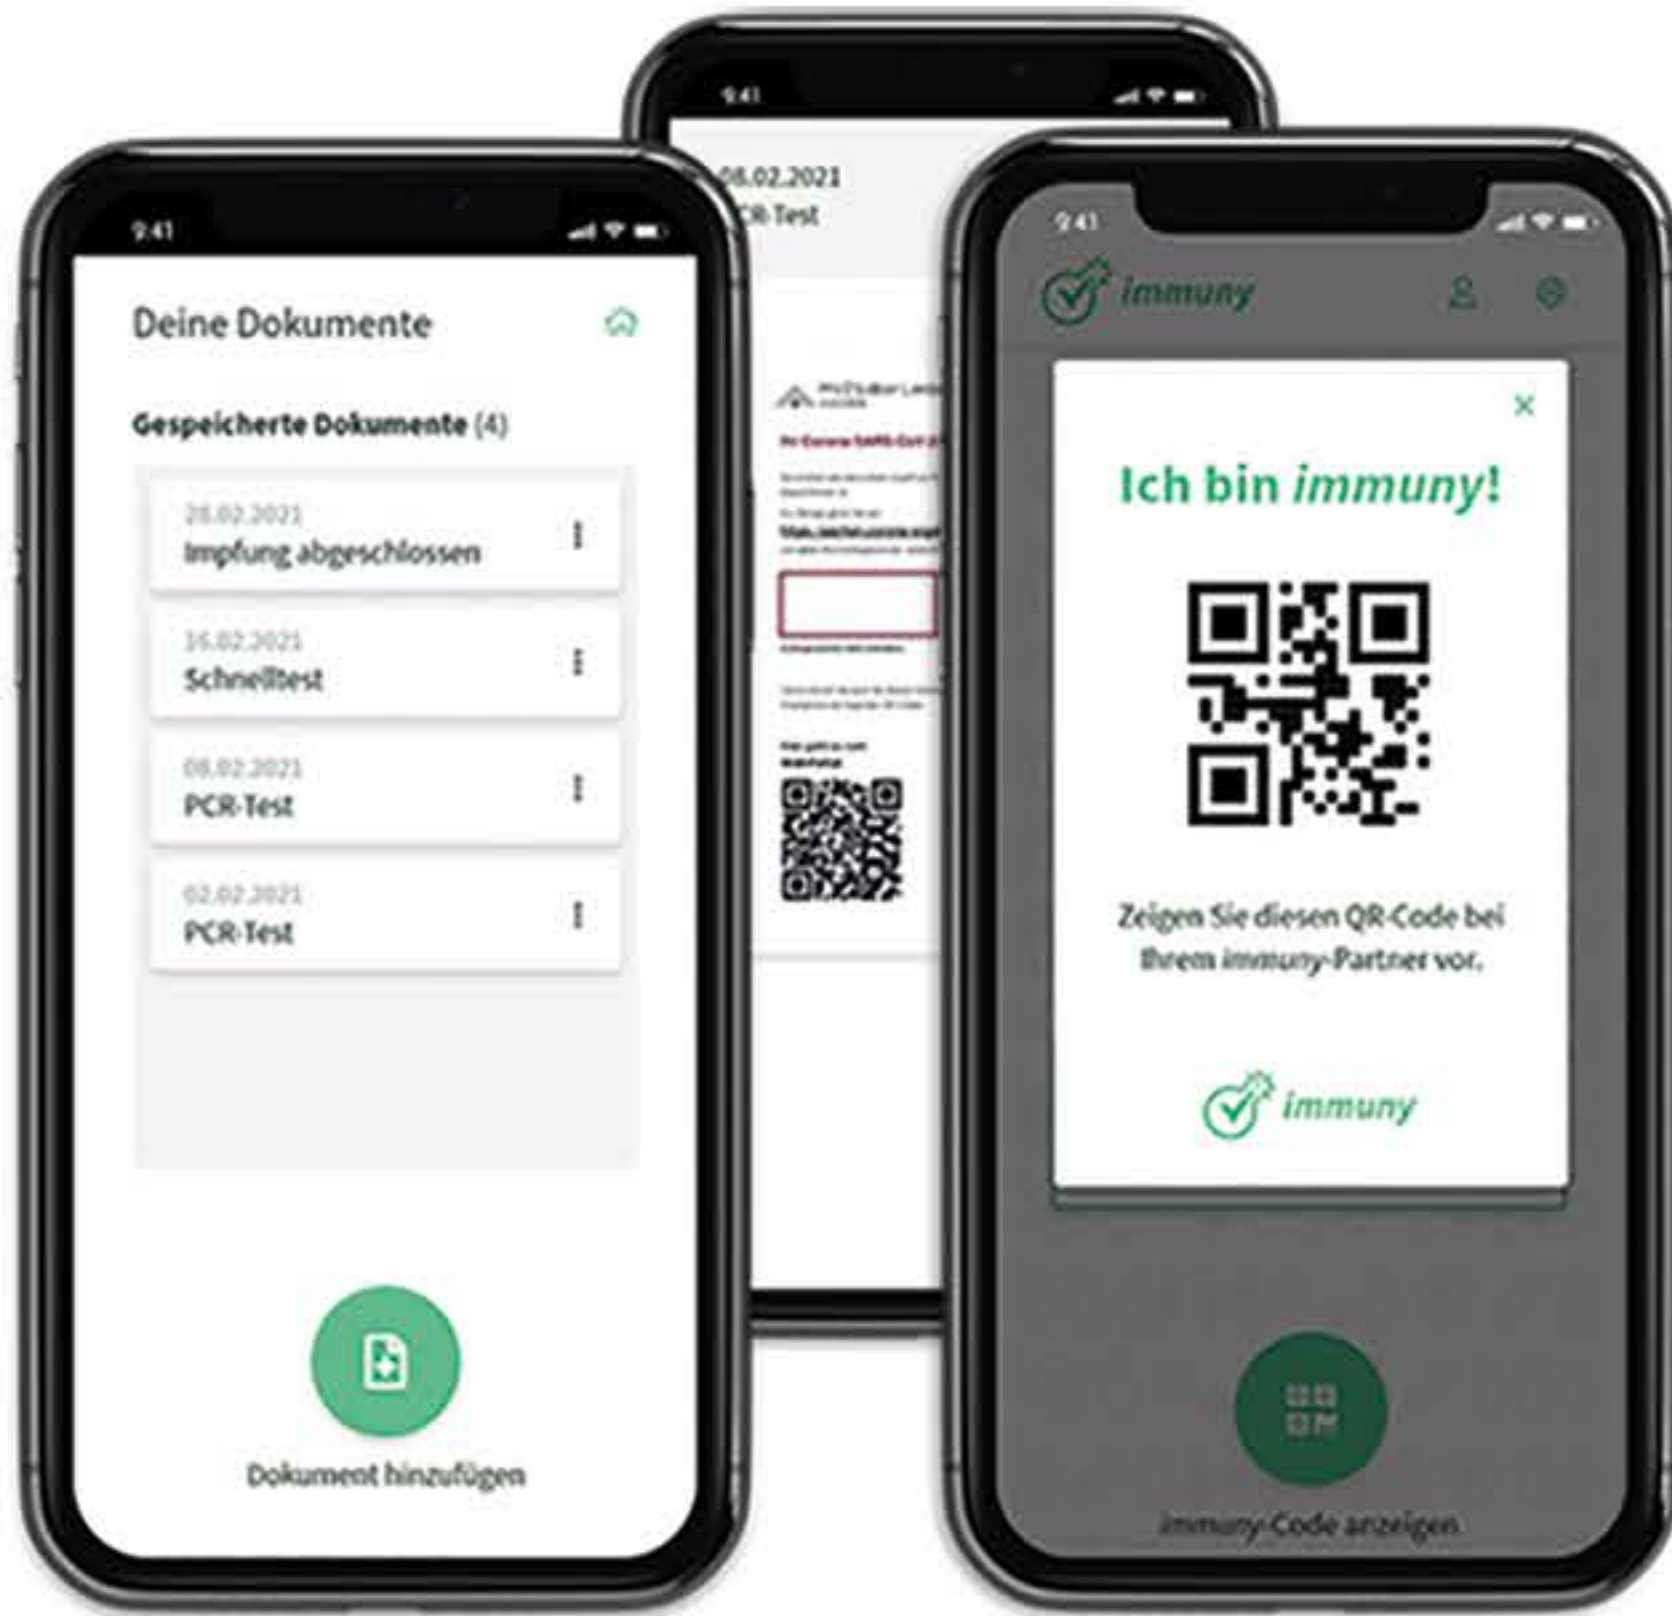 9:41
Deine Dokumente
Gespeicherte Dokumente (4)
28.02.2021
Impfung abgeschlossen
16.02.2021
Schnelltest
08.02.2021
PCR-Test
02.02.2021
PCR-Test
Dokument hinzufügen
9:41
08.02.2021
CR-Test
9:41
immuny
Ich bin immuny!
Zeigen Sie diesen QR-Code bei
Ihrem immuny-Partner vor.
immuny
immuny-Code anzeigen